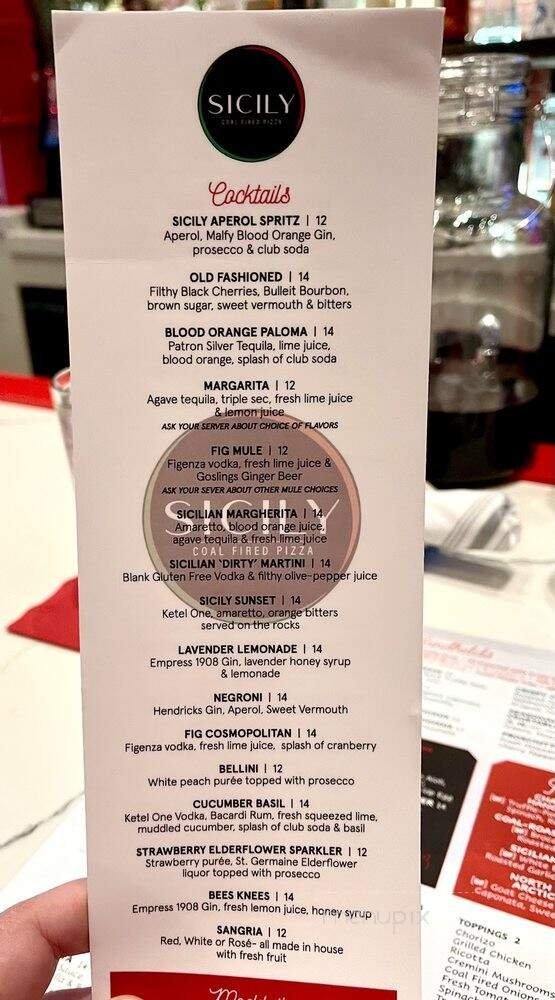 SICILY
COAL FIRED PIZZA
Cocktails
SICILY APEROL SPRITZ | 12
Aperol, Malfy Blood Orange Gin,
prosecco & club soda
OLD FASHIONED | 14
Filthy Black Cherries, Bulleit Bourbon,
brown sugar, sweet vermouth & bitters
BLOOD ORANGE PALOMA | 14
Patron Silver Tequila, lime juice,
blood orange, splash of club soda
MARGARITA | 12
Agave tequila, triple sec, fresh lime juice
& lemon juice
ASK YOUR SERVER ABOUT CHOICE OF FLAVORS
FIG MULE | 12
Figenza vodka, fresh lime juice &
Goslings Ginger Beer
ASK YOUR SEVER ABOUT OTHER MULE CHOICES
SICILIAN MARGHERITA | 14
Amaretto, blood orange juice,
agave tequila & fresh lime juice
SICILY
COAL FIRED PIZZA
SICILIAN 'DIRTY' MARTINI | 14
Blank Gluten Free Vodka & filthy olive-pepper juice
SICILY SUNSET | 14
Ketel One, amaretto, orange bitters
served on the rocks
LAVENDER LEMONADE | 14
Empress 1908 Gin, lavender honey syrup
& lemonade
NEGRONI | 14
Hendricks Gin, Aperol, Sweet Vermouth
FIG COSMOPOLITAN | 14
Figenza vodka, fresh lime juice, splash of cranberry
BELLINI | 12
White peach purée topped with prosecco
CUCUMBER BASIL | 14
Ketel One Vodka, Bacardi Rum, fresh squeezed lime,
muddled cucumber, splash of club soda & basil
STRAWBERRY ELDERFLOWER SPARKLER | 12
Strawberry purée, St. Germaine Elderflower
liquor topped with prosecco
BEES KNEES | 14
Empress 1908 Gin, fresh lemon juice, honey syrup
SANGRIA | 12
Red, White or Rosé- all made in house
with fresh fruit
menupix
TOPPINGS 2
Chorizo
Grilled Chicken
Ricotta
Cremini Mushrooms
Coal Fired Onions